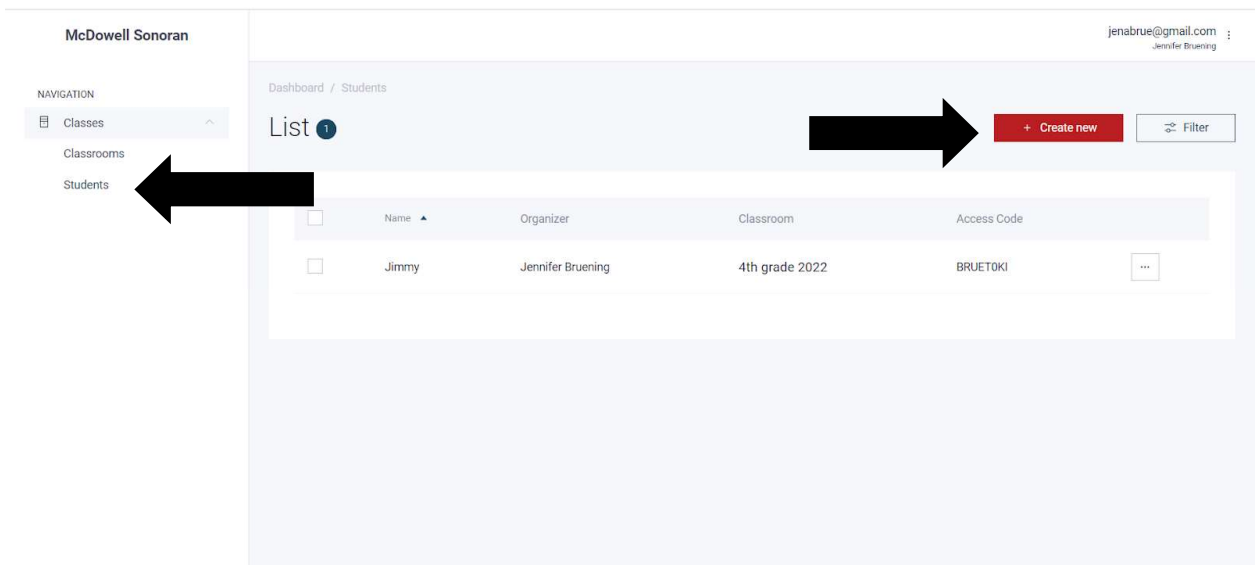 McDowell Sonoran
jenabrue@gmail.com
Jennifer Bruening
NAVIGATION
Classes
Classrooms
Students
Dashboard / Students
List 1
+ Create new
Filter
Name Organizer Classroom Access Code
Jimmy Jennifer Bruening 4th grade 2022 BRUET0KI ...